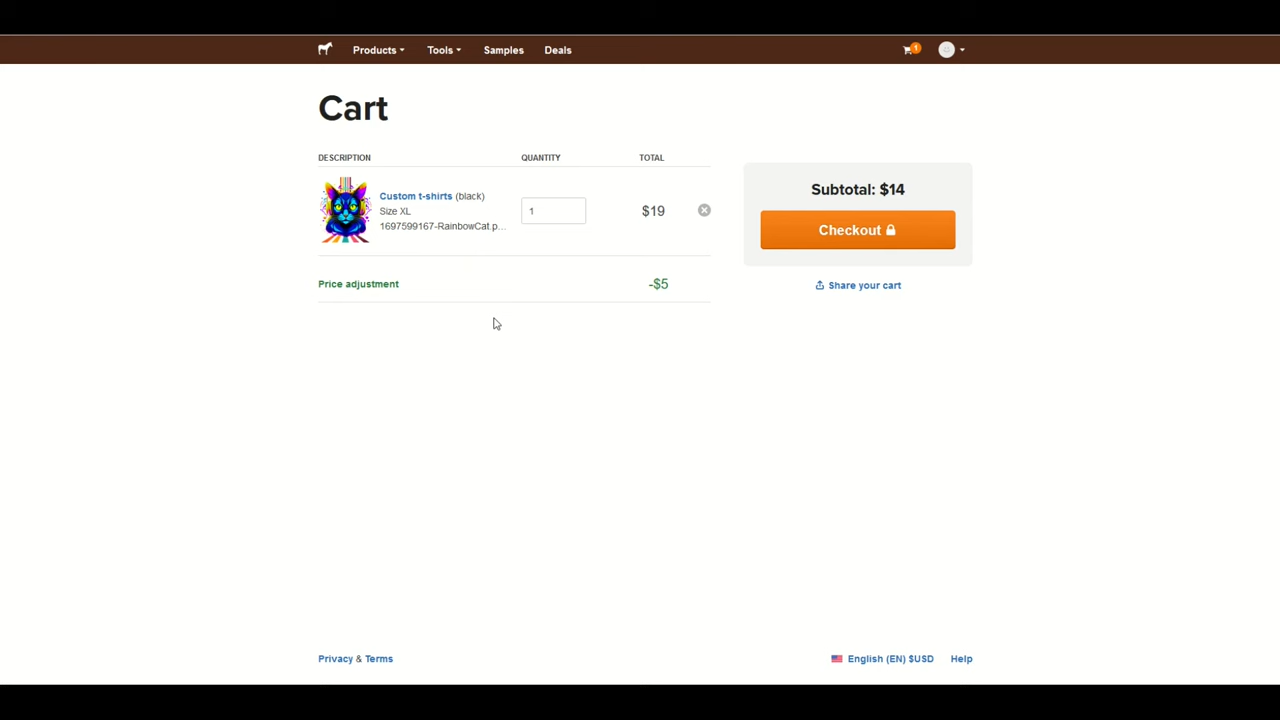 Products Tools Samples Deals 1
Cart
DESCRIPTION QUANTITY TOTAL
Custom t-shirts (black)
Size XL
1697599167-RainbowCat.p...
1
$19
Price adjustment -$5
Subtotal: $14
Checkout
Share your cart
Privacy & Terms English (EN) $USD Help